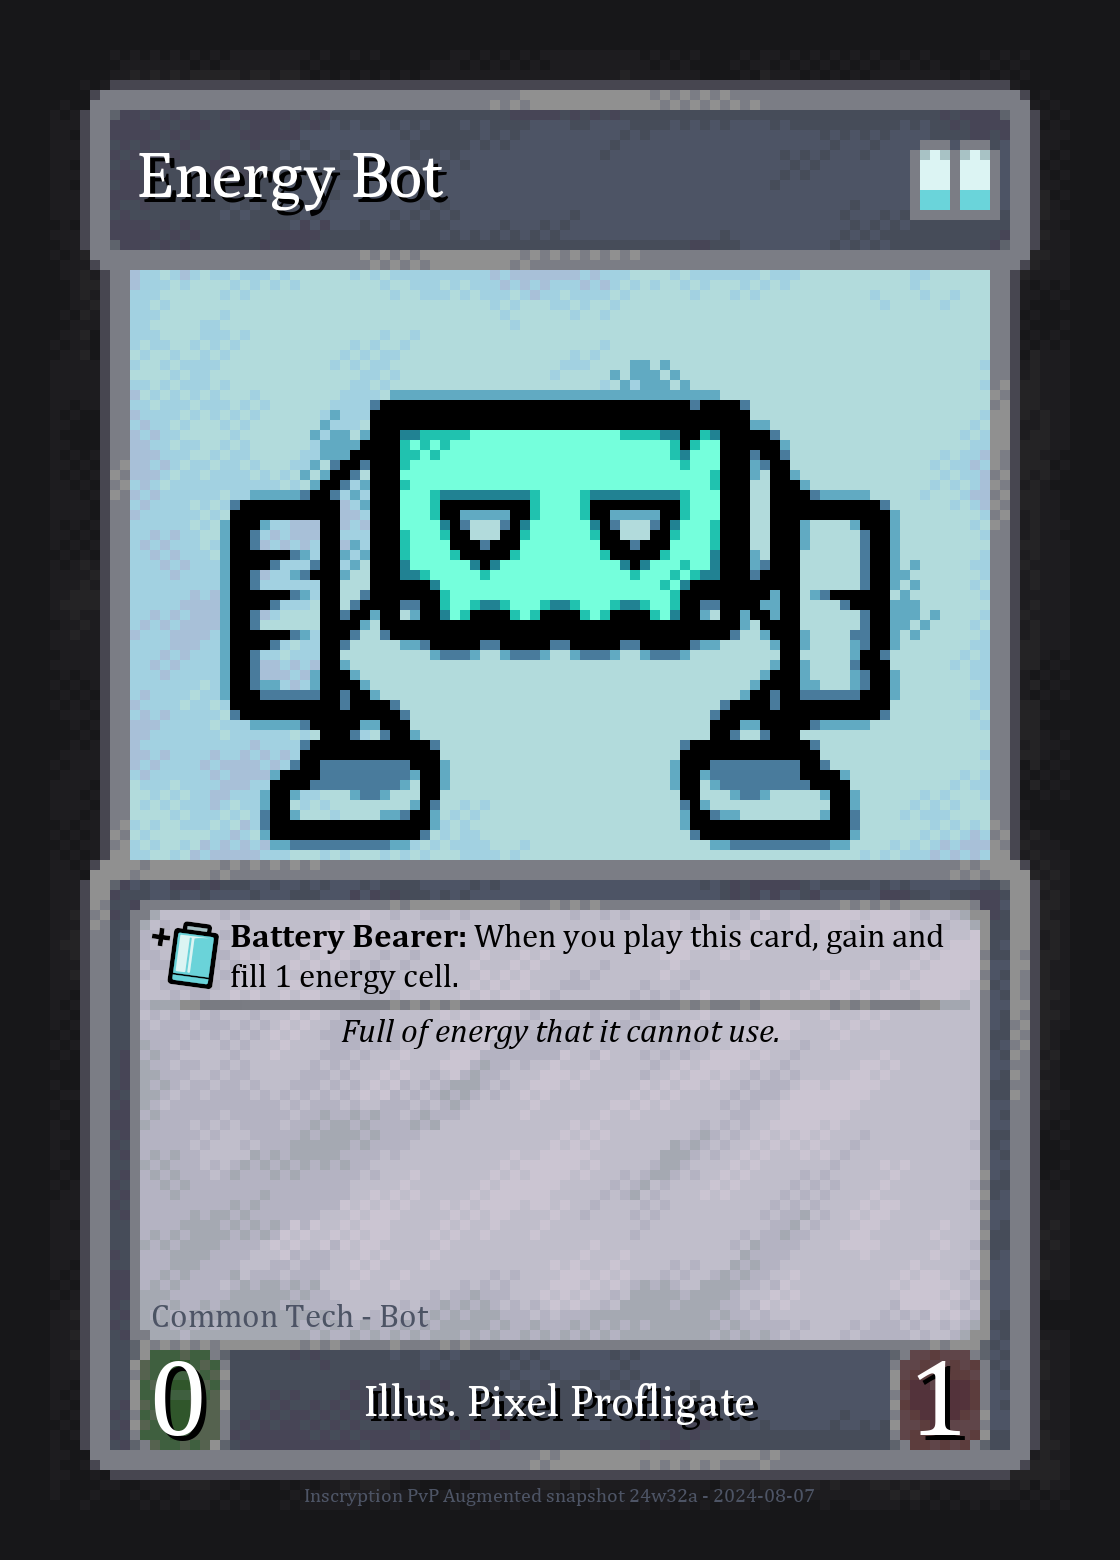 Energy Bot
Battery Bearer: When you play this card, gain and
fill 1 energy cell.
Full of energy that it cannot use.
Common Tech - Bot
0
Illus. Pixel Profligate
1
Inscryption PvP Augmented snapshot 24w32a - 2024-08-07